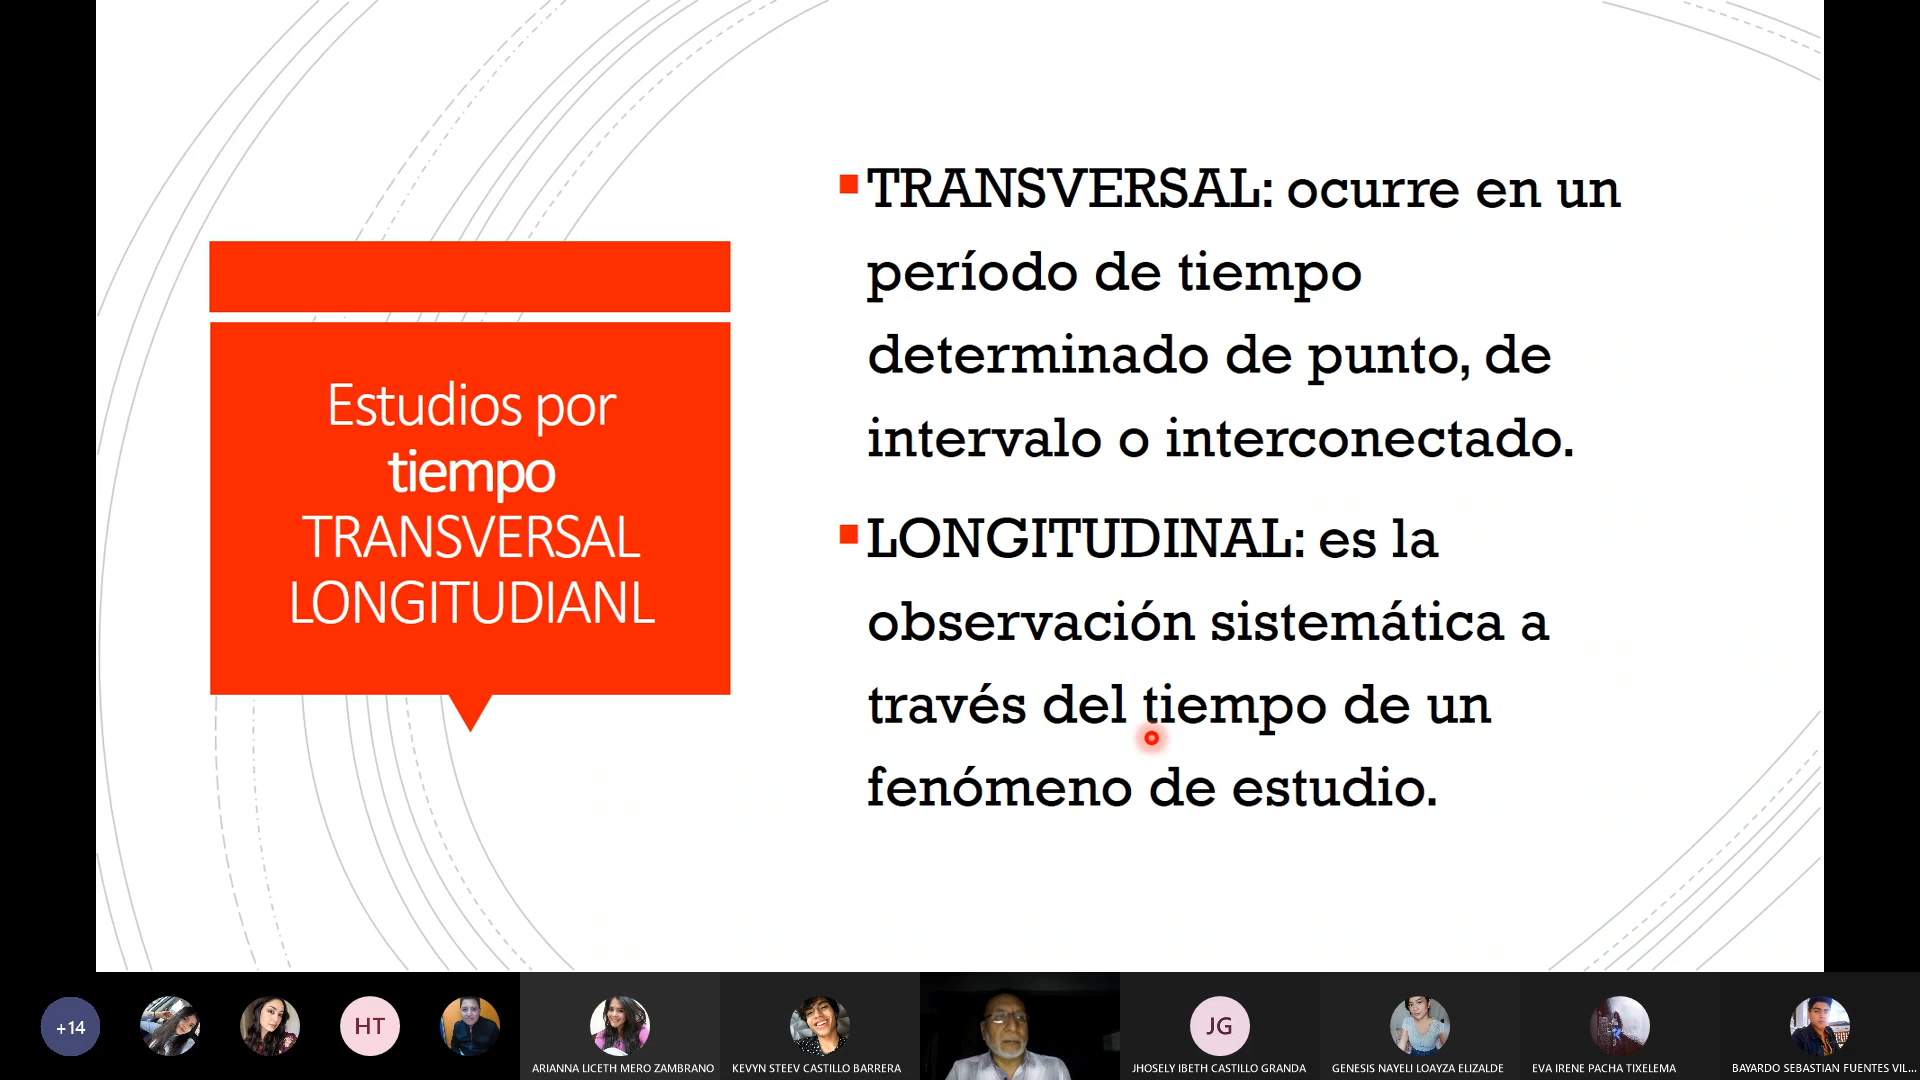 Estudios por
tiempo
TRANSVERSAL
LONGITUDIANL
TRANSVERSAL: ocurre en un
período de tiempo
determinado de punto, de
intervalo o interconectado.
LONGITUDINAL: es la
observación sistemática a
través del tiempo de un
fenómeno de estudio.
+14
HT
JG
ARIANNA LICETH MERO ZAMBRANO
KEVYN STEEV CASTILLO BARRERA
JHOSELY IBETH CASTILLO GRANDA
GENESIS NAYELI LOAYZA ELIZALDE
EVA IRENE PACHA TIXELEMA
BAYARDO SEBASTIAN FUENTES VIL...